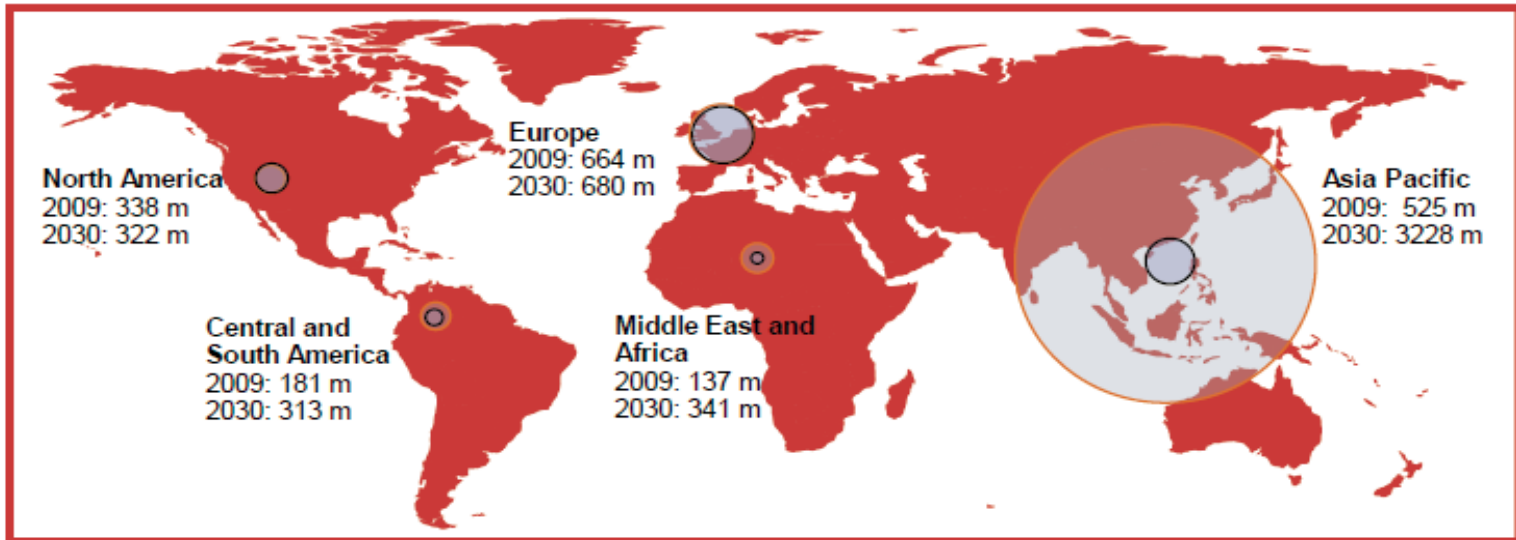 North America
2009: 338 m
2030: 322 m
Europe
2009: 664 m
2030: 680 m
Asia Pacific
2009: 525 m
2030: 3228 m
Central and
South America
2009: 181 m
2030: 313 m
Middle East and
Africa
2009: 137 m
2030: 341 m